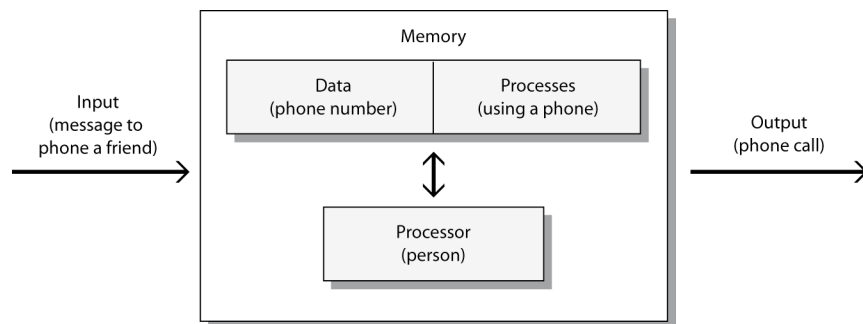 Memory
Data
(phone number)
Processes
(using a phone)
Input
(message to
phone a friend)
Output
(phone call)
Processor
(person)